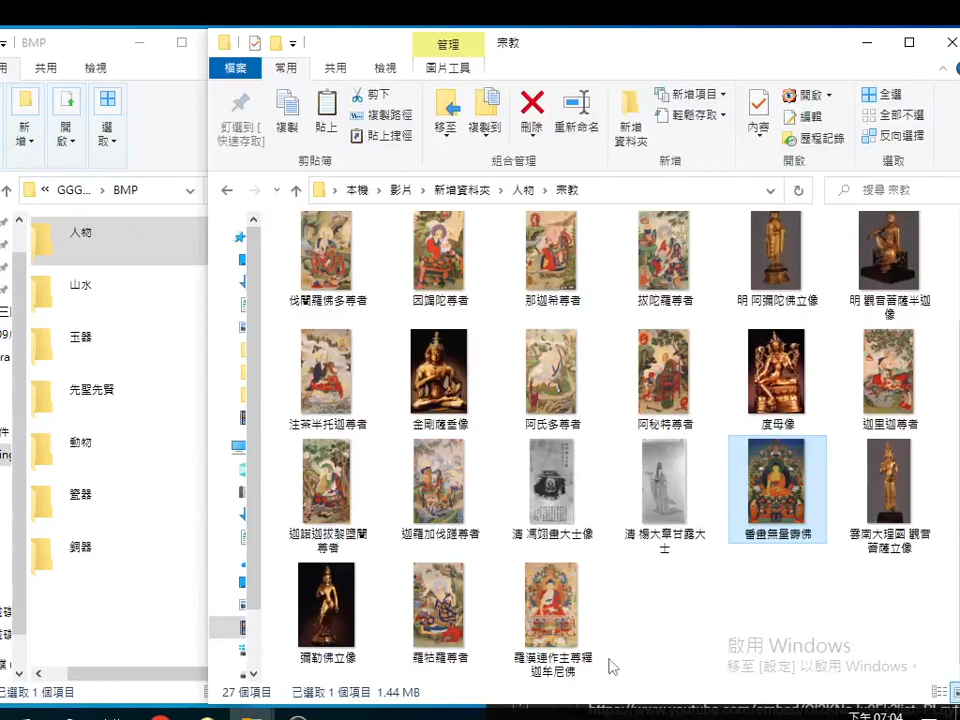 BMP
管理
宗教
共用
檢視
檔案
常用
共用
檢視
圖片工具
新增
開啟
選取
釘選到 [快速存取]
複製
貼上
剪下
複製路徑
貼上捷徑
移至
複製到
刪除
重新命名
新增資料夾
新增項目
輕鬆存取
內容
開啟
編輯
歷程記錄
全選
全部不選
反向選擇
剪貼簿
組合管理
新增
開啟
選取
« GGG... › BMP
本機 › 影片 › 新增資料夾 › 人物 › 宗教
搜尋 宗教
人物
山水
玉器
先聖先賢
動物
瓷器
銅器
伐闍羅佛多尊者
因竭陀尊者
那迦希尊者
拔陀羅尊者
明 阿彌陀佛立像
明 觀音菩薩半迦像
注茶半托迦尊者
金剛薩埵像
阿氏多尊者
阿秘特尊者
度母像
迦里迦尊者
迦諾迦拔黎墮闍尊者
迦羅加伐蹉尊者
清 馮翊畫大士像
清 楊大章甘露大士
番畫無量壽佛
雲南大理國 觀音菩薩立像
彌勒佛立像
羅怙羅尊者
羅漢連作主尊釋迦牟尼佛
啟用 Windows
移至 [設定] 以啟用 Windows。
已選取 1 個項目
27 個項目
已選取 1 個項目 1.44 MB
下午 07:04